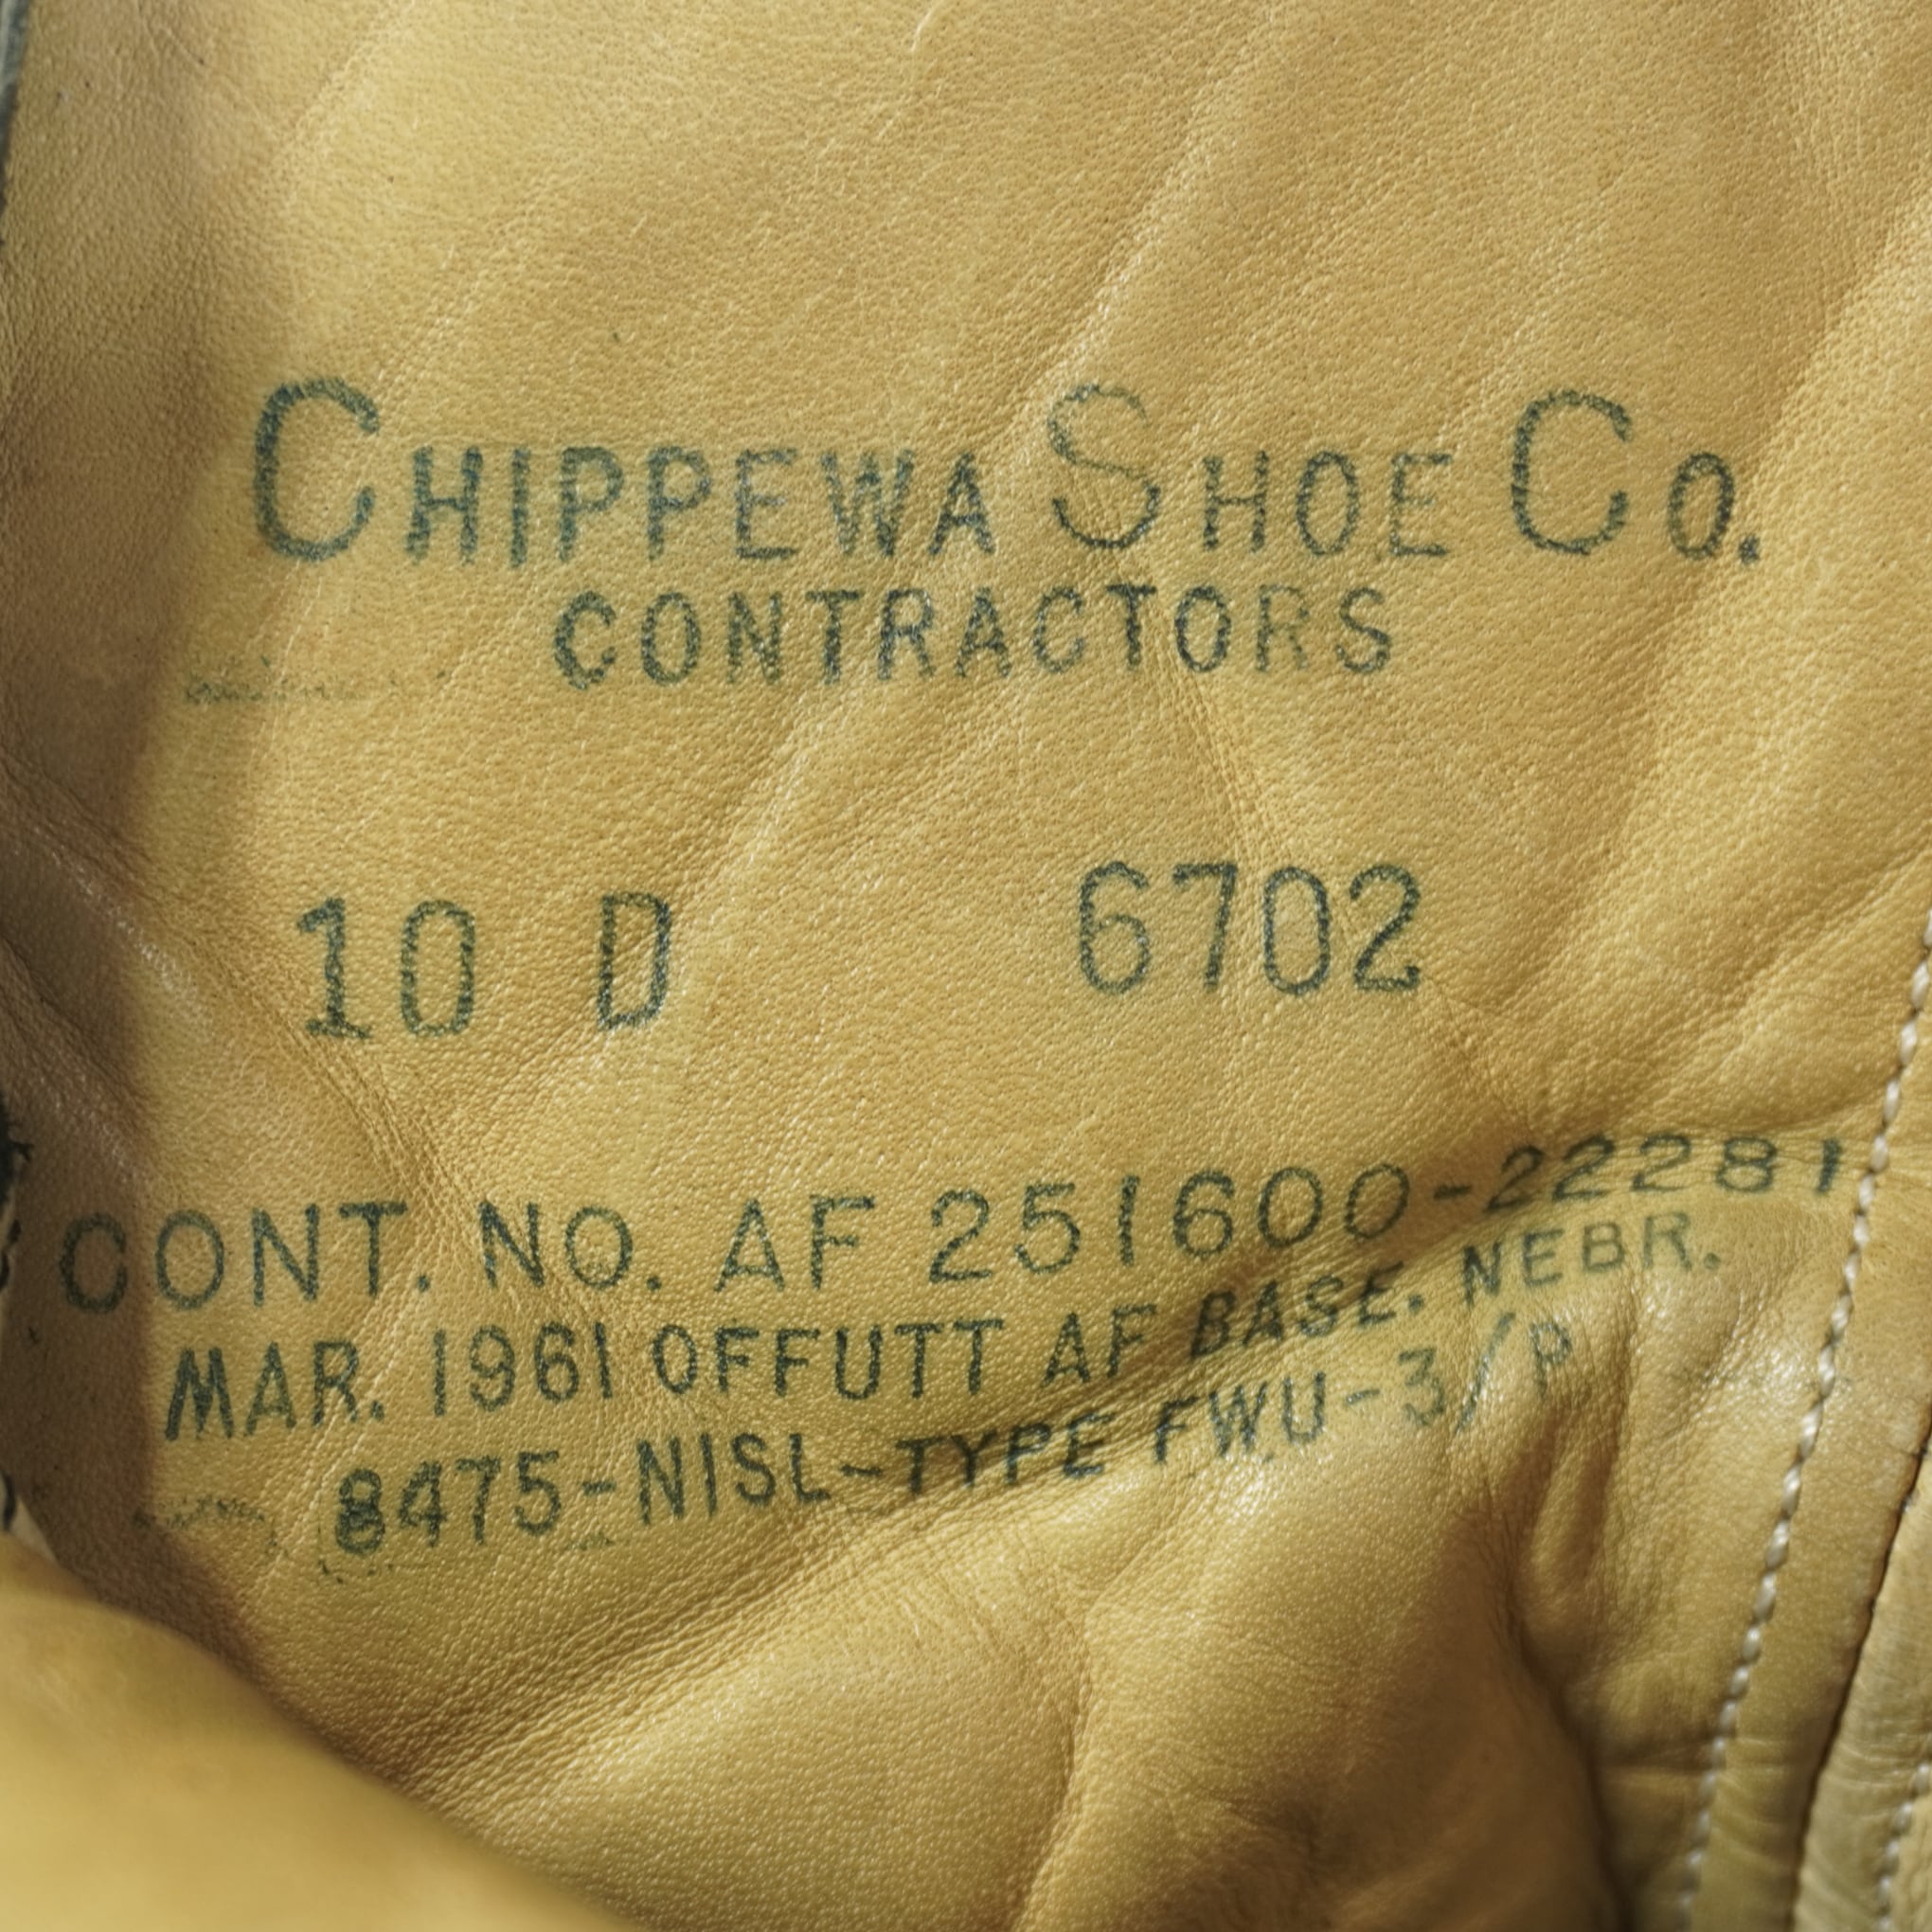 CHIPPEWA SHOE CO.
CONTRACTORS
10 D 6702
CONT. NO. AF 251600-22281
MAR. 1961 OFFUTT AF BASE. NEBR.
8475-NISL-TYPE FWU-3/P